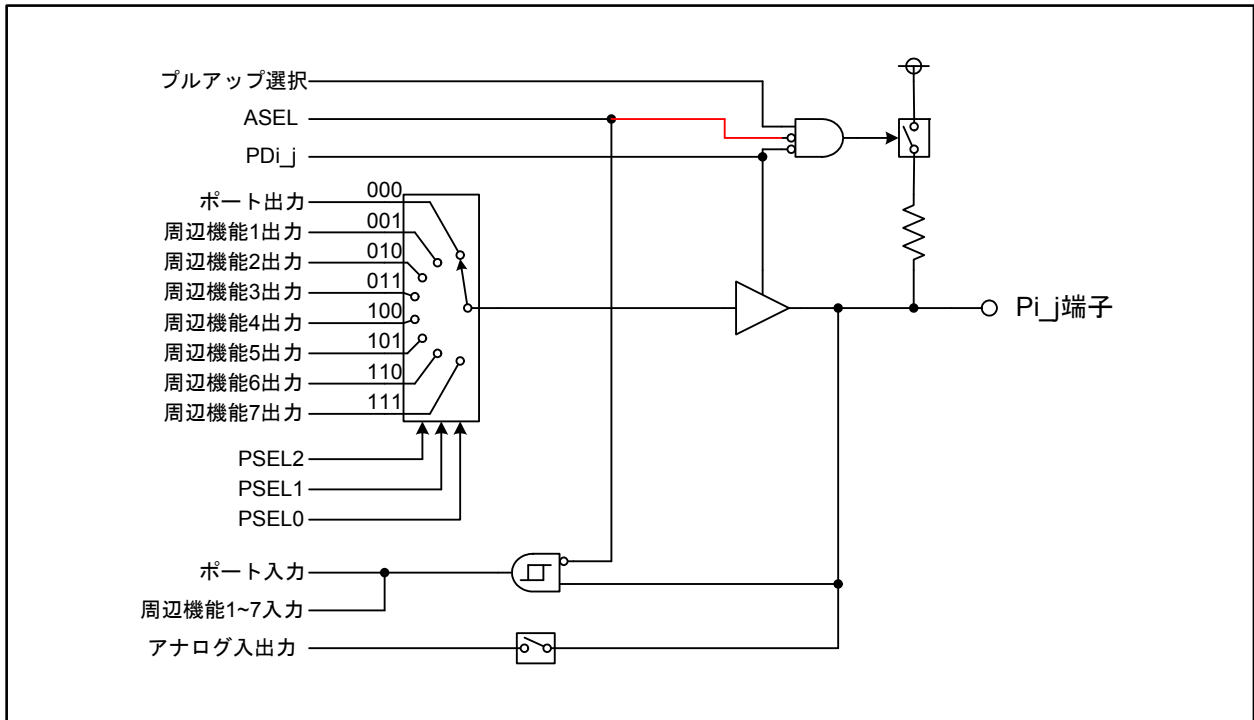 プルアップ選択
ASEL
PDi_j
ポート出力 000
周辺機能1出力 001
周辺機能2出力 010
周辺機能3出力 011
周辺機能4出力 100
周辺機能5出力 101
周辺機能6出力 110
周辺機能7出力 111
Pi_j端子
PSEL2
PSEL1
PSEL0
ポート入力
周辺機能1~7入力
アナログ入出力